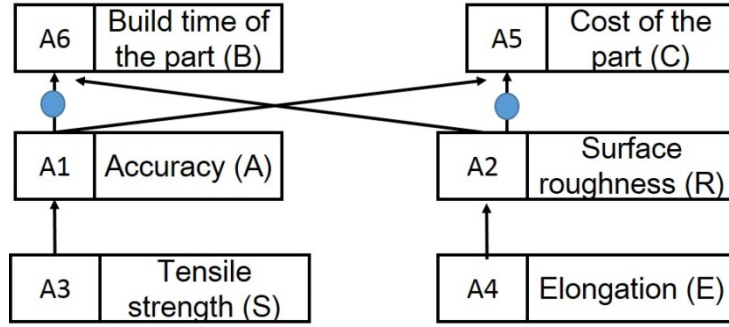 A6
Build time of
the part (B)
A5
Cost of the
part (C)
A1
Accuracy (A)
A2
Surface
roughness (R)
A3
Tensile
strength (S)
A4
Elongation (E)